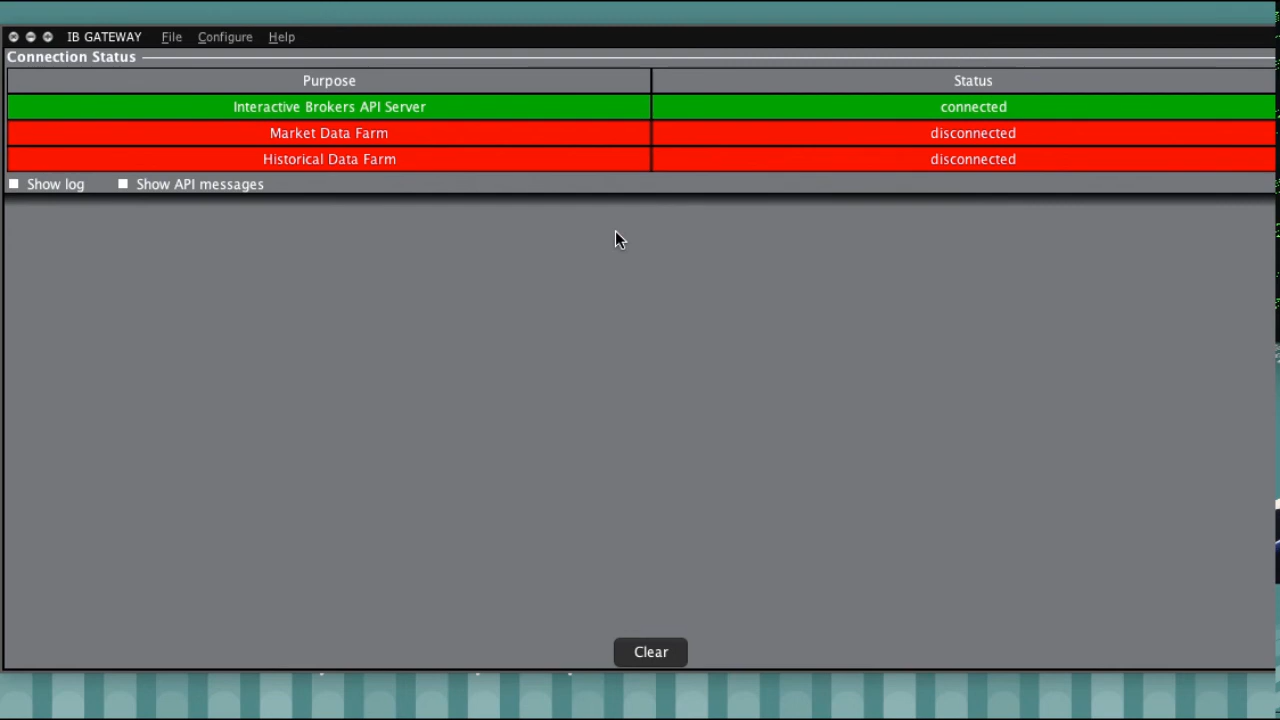 IB GATEWAY File Configure Help
Connection Status
Purpose Status
Interactive Brokers API Server connected
Market Data Farm disconnected
Historical Data Farm disconnected
Show log Show API messages
Clear